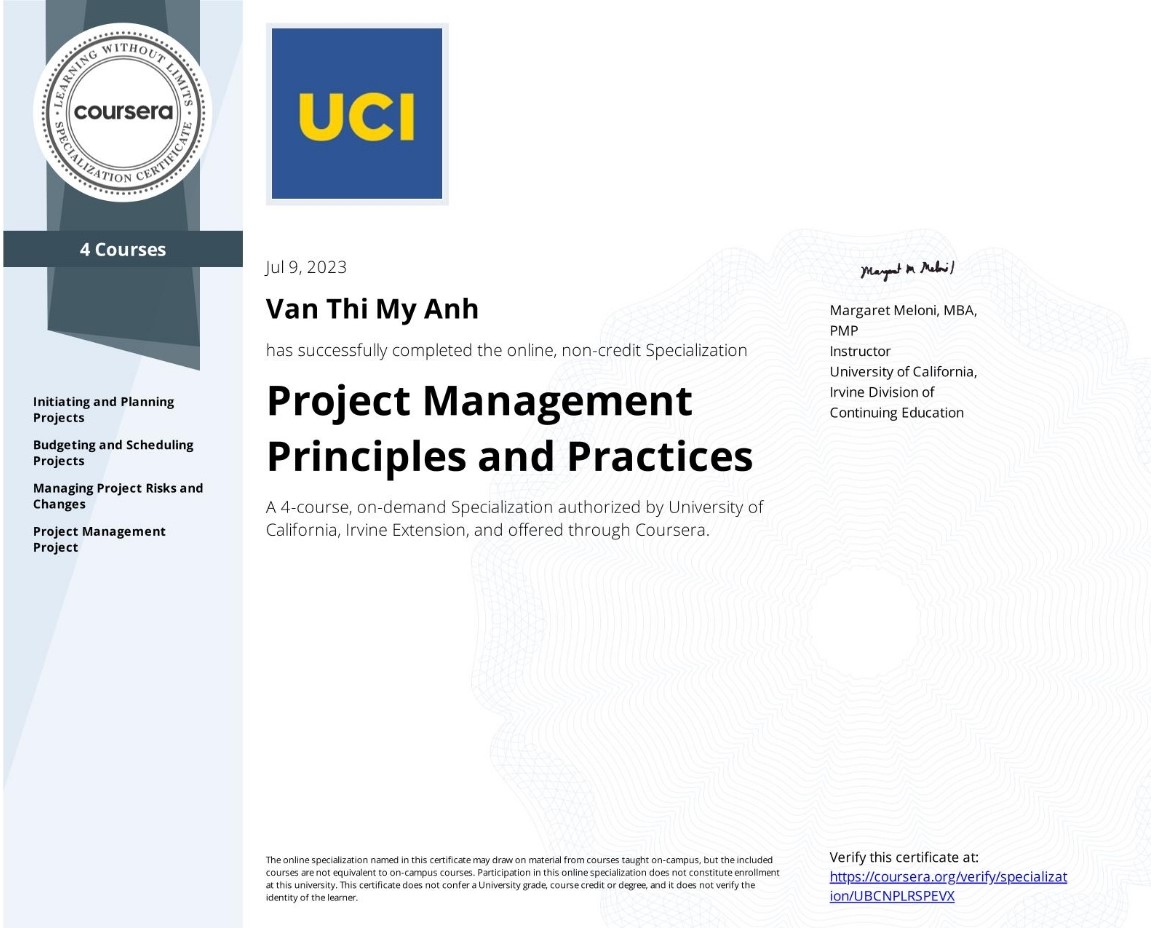 LEARNING WITHOUT LIMITS
coursera
SPECIALIZATION CERTIFICATE
4 Courses
Initiating and Planning
Projects
Budgeting and Scheduling
Projects
Managing Project Risks and
Changes
Project Management
Project
UCI
Jul 9, 2023
Van Thi My Anh
has successfully completed the online, non-credit Specialization
Project Management
Principles and Practices
A 4-course, on-demand Specialization authorized by University of
California, Irvine Extension, and offered through Coursera.
Margaret M Meloni
Margaret Meloni, MBA,
PMP
Instructor
University of California,
Irvine Division of
Continuing Education
The online specialization named in this certificate may draw on material from courses taught on-campus, but the included
courses are not equivalent to on-campus courses. Participation in this online specialization does not constitute enrollment
at this university. This certificate does not confer a University grade, course credit or degree, and it does not verify the
identity of the learner.
Verify this certificate at:
https://coursera.org/verify/specializat
ion/UBCNPLRSPEVX